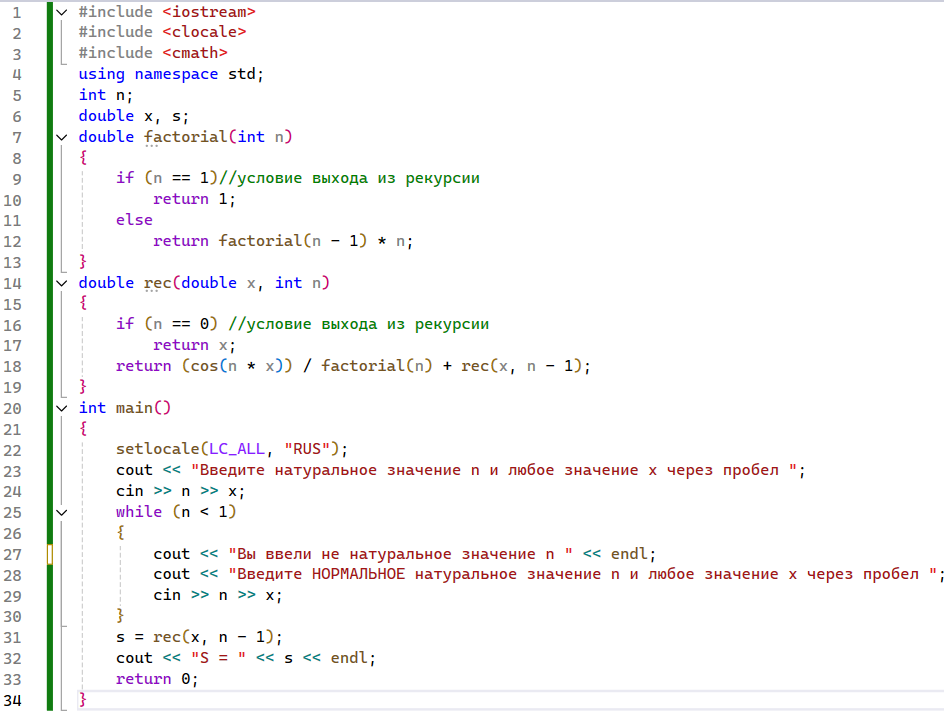 1 #include <iostream>
2 #include <clocale>
3 #include <cmath>
4 using namespace std;
5 int n;
6 double x, s;
7 double factorial(int n)
8 {
9 if (n == 1)//условие выхода из рекурсии
10 return 1;
11 else
12 return factorial(n - 1) * n;
13 }
14 double rec(double x, int n)
15 {
16 if (n == 0) //условие выхода из рекурсии
17 return x;
18 return (cos(n * x)) / factorial(n) + rec(x, n - 1);
19 }
20 int main()
21 {
22 setlocale(LC_ALL, "RUS");
23 cout << "Введите натуральное значение n и любое значение x через пробел ";
24 cin >> n >> x;
25 while (n < 1)
26 {
27 cout << "Вы ввели не натуральное значение n " << endl;
28 cout << "Введите НОРМАЛЬНОЕ натуральное значение n и любое значение x через пробел ";
29 cin >> n >> x;
30 }
31 s = rec(x, n - 1);
32 cout << "S = " << s << endl;
33 return 0;
34 }